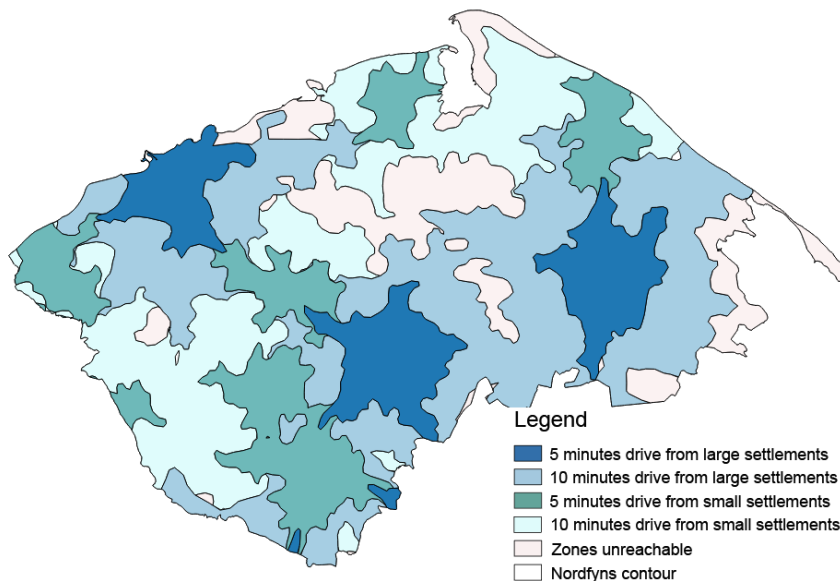 Legend
5 minutes drive from large settlements
10 minutes drive from large settlements
5 minutes drive from small settlements
10 minutes drive from small settlements
Zones unreachable
Nordfyns contour